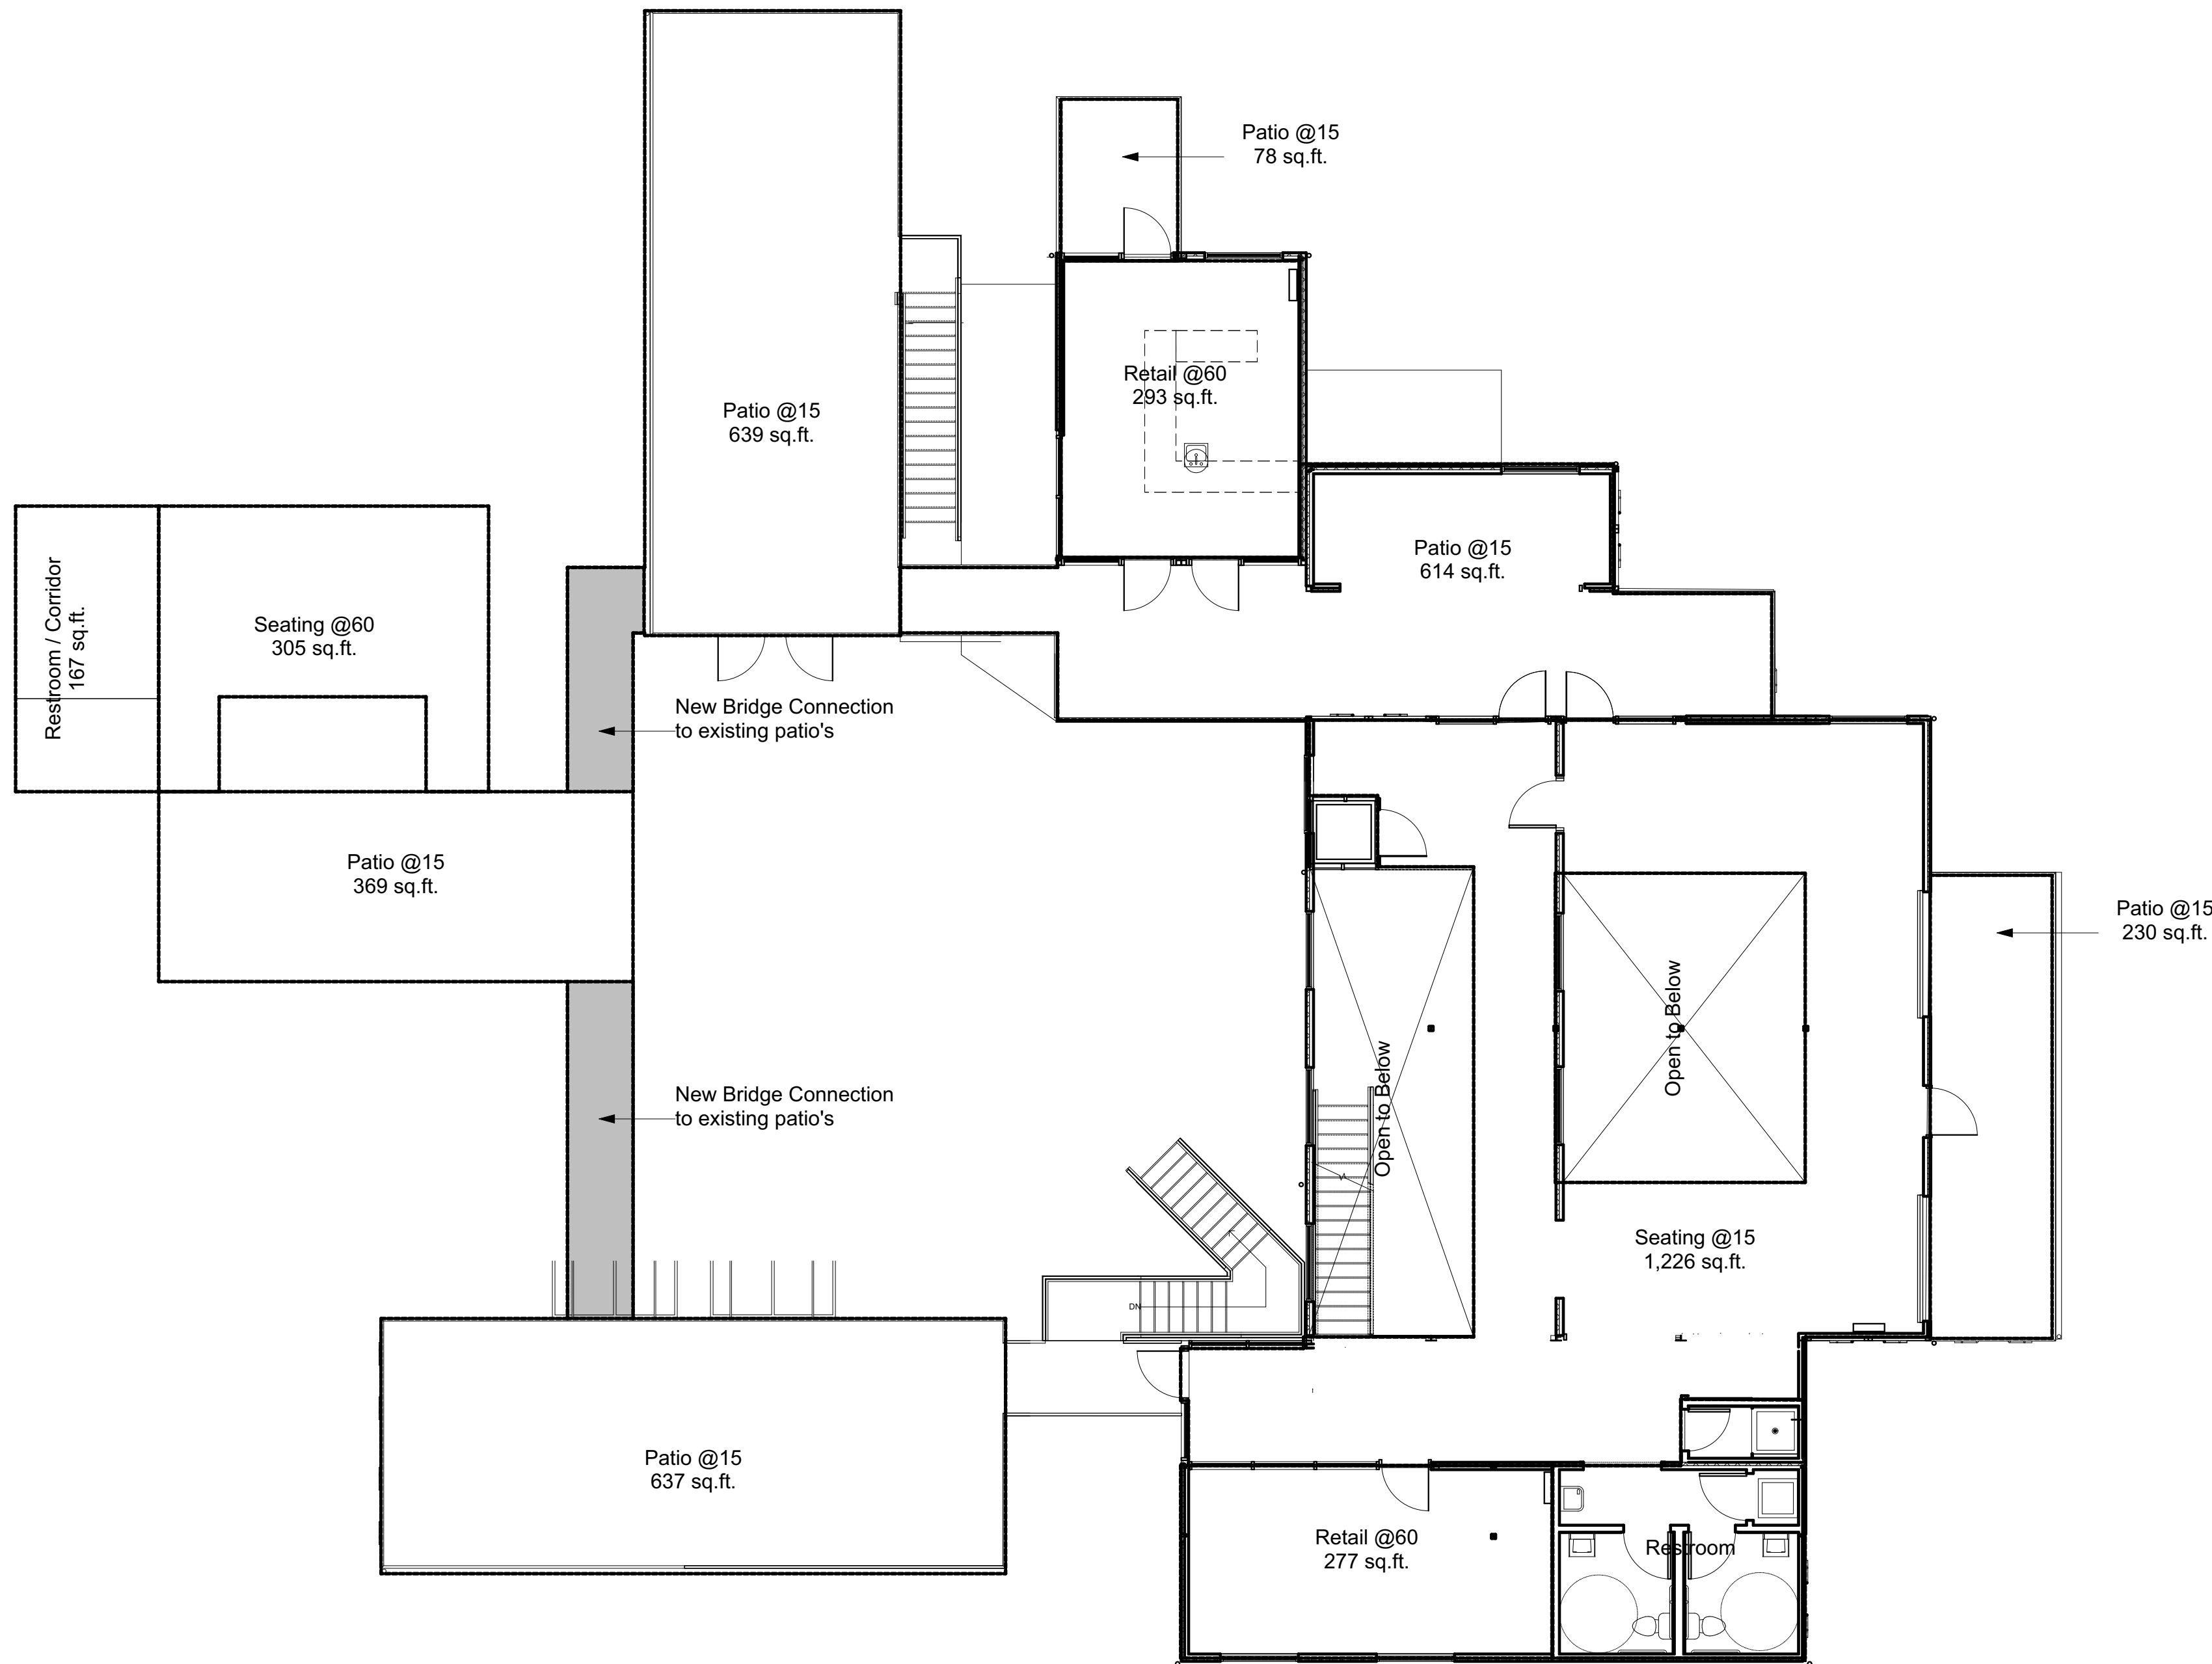 Patio @15
78 sq.ft.
Retail @60
293 sq.ft.
Patio @15
639 sq.ft.
Patio @15
614 sq.ft.
Restroom / Corridor
167 sq.ft.
Seating @60
305 sq.ft.
New Bridge Connection
to existing patio's
Patio @15
369 sq.ft.
Patio @15
230 sq.ft.
Open to Below
Open to Below
New Bridge Connection
to existing patio's
Seating @15
1,226 sq.ft.
DN
Patio @15
637 sq.ft.
Retail @60
277 sq.ft.
Restroom